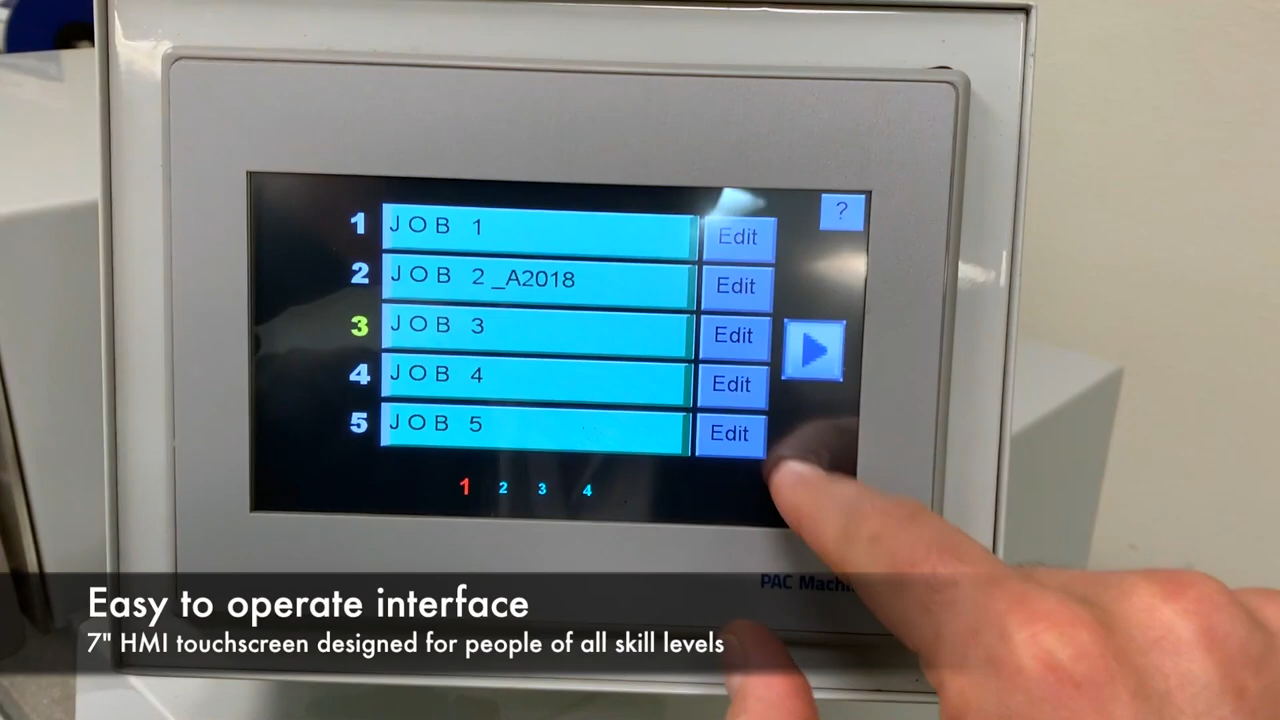 ?
1 JOB 1 Edit
2 JOB 2_A2018 Edit
3 JOB 3 Edit
4 JOB 4 Edit
5 JOB 5 Edit
1 2 3 4
PAC
Easy to operate interface
7" HMI touchscreen designed for people of all skill levels